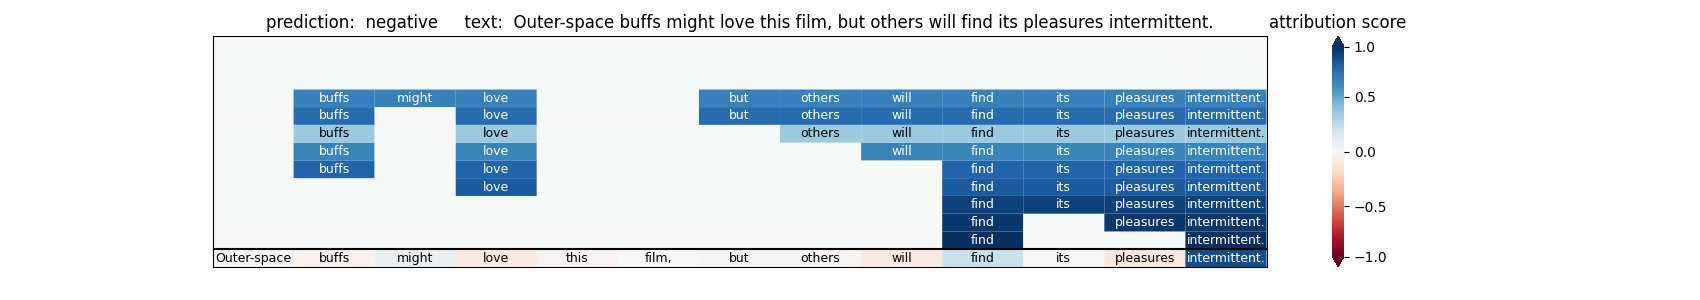 prediction: negative text: Outer-space buffs might love this film, but others will find its pleasures intermittent. attribution score
buffs might love but others will find its pleasures intermittent.
buffs love but others will find its pleasures intermittent.
buffs love others will find its pleasures intermittent.
buffs love will find its pleasures intermittent.
buffs love find its pleasures intermittent.
love find its pleasures intermittent.
find its pleasures intermittent.
find pleasures intermittent.
find intermittent.
Outer-space buffs might love this film, but others will find its pleasures intermittent.
1.0
0.5
0.0
−0.5
−1.0